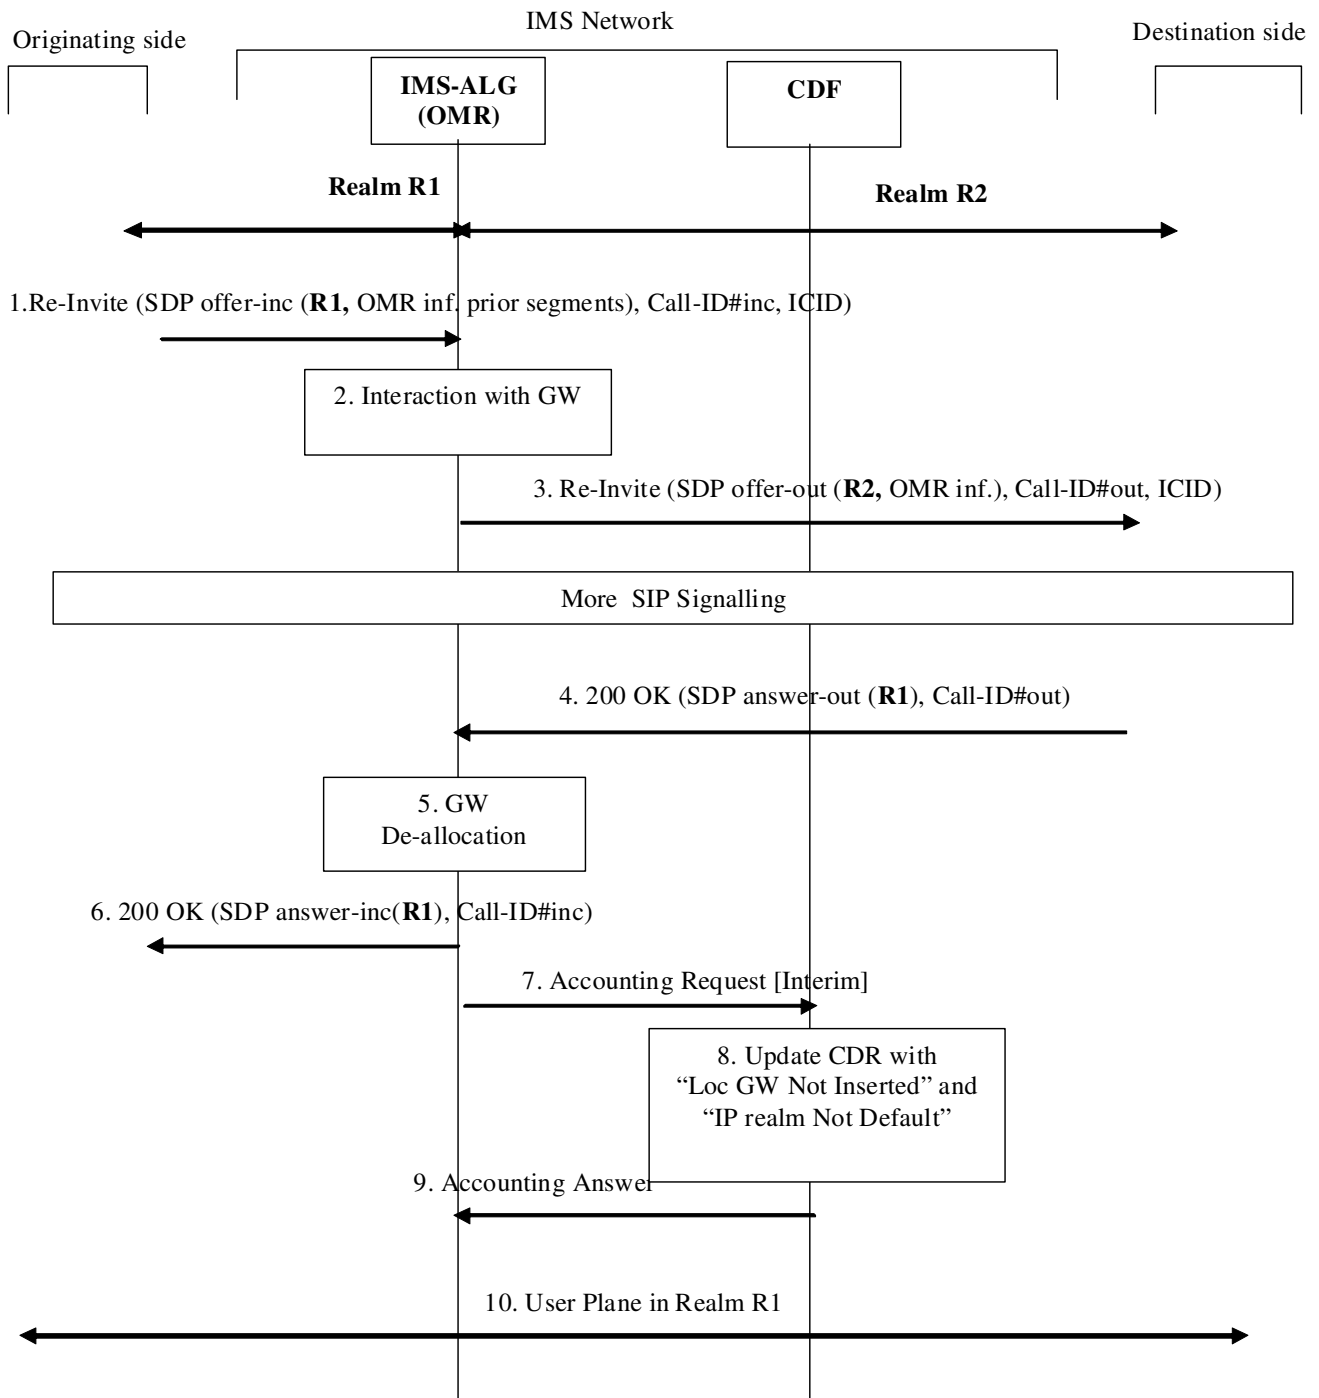 IMS Network
Originating side
Destination side
IMS-ALG
(OMR)
CDF
Realm R1
Realm R2
1.Re-Invite (SDP offer-inc (R1, OMR inf. prior segments), Call-ID#inc, ICID)
2. Interaction with GW
3. Re-Invite (SDP offer-out (R2, OMR inf.), Call-ID#out, ICID)
More SIP Signalling
4. 200 OK (SDP answer-out (R1), Call-ID#out)
5. GW
De-allocation
6. 200 OK (SDP answer-inc(R1), Call-ID#inc)
7. Accounting Request [Interim]
8. Update CDR with
“Loc GW Not Inserted” and
“IP realm Not Default”
9. Accounting Answer
10. User Plane in Realm R1